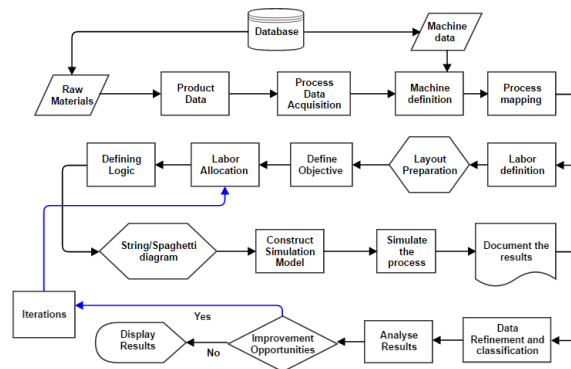 Database
Machine
data
Raw
Materials
Product
Data
Process
Data
Acquisition
Machine
definition
Process
mapping
Defining
Logic
Labor
Allocation
Define
Objective
Layout
Preparation
Labor definition
String/Spaghetti
diagram
Construct
Simulation
Model
Simulate
the
process
Document the
results
Iterations
Yes
Display
Results
No
Improvement
Opportunities
Analyse
Results
Data
Refinement and
classification